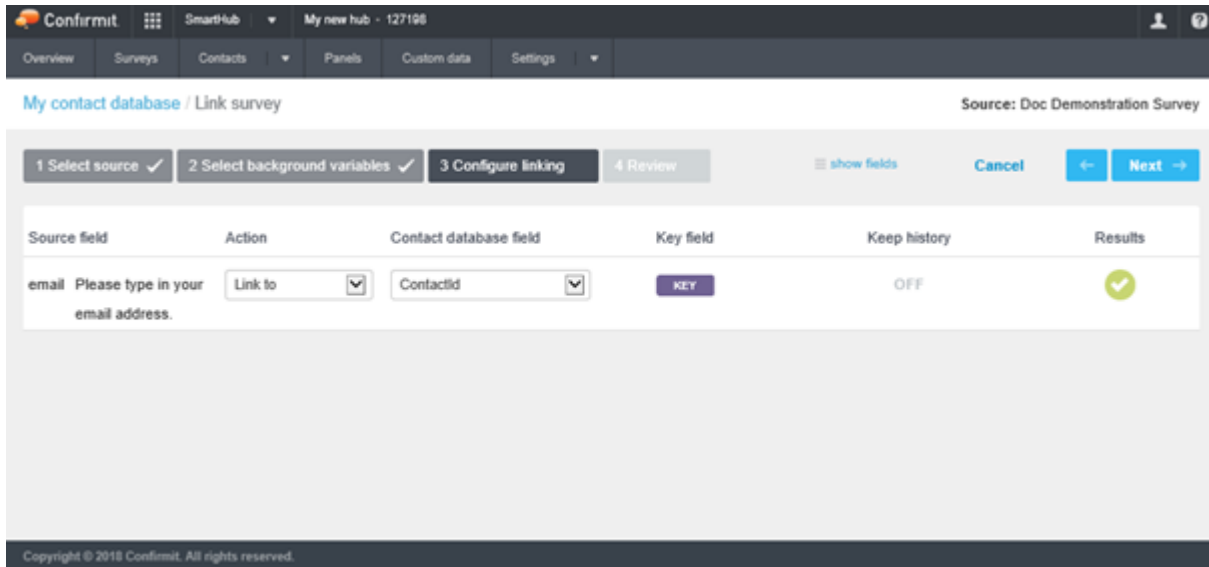 Confirmit SmartHub My new hub - 127198
Overview Surveys Contacts Panels Custom data Settings
My contact database / Link survey Source: Doc Demonstration Survey
1 Select source 2 Select background variables 3 Configure linking 4 Review show fields Cancel Next
Source field Action Contact database field Key field Keep history Results
email Please type in your Link to ContactId KEY OFF
email address.
Copyright © 2018 Confirmit. All rights reserved.